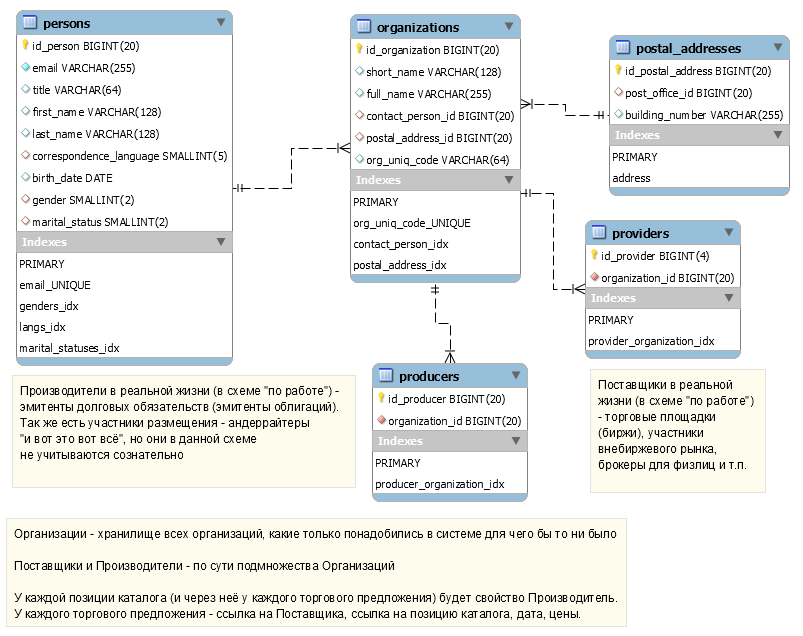 persons
id_person BIGINT(20)
email VARCHAR(255)
title VARCHAR(64)
first_name VARCHAR(128)
last_name VARCHAR(128)
correspondence_language SMALLINT(5)
birth_date DATE
gender SMALLINT(2)
marital_status SMALLINT(2)
Indexes
PRIMARY
email_UNIQUE
genders_idx
langs_idx
marital_statuses_idx
organizations
id_organization BIGINT(20)
short_name VARCHAR(128)
full_name VARCHAR(255)
contact_person_id BIGINT(20)
postal_address_id BIGINT(20)
org_uniq_code VARCHAR(64)
Indexes
PRIMARY
org_uniq_code_UNIQUE
contact_person_idx
postal_address_idx
postal_addresses
id_postal_address BIGINT(20)
post_office_id BIGINT(20)
building_number VARCHAR(255)
Indexes
PRIMARY
address
providers
id_provider BIGINT(4)
organization_id BIGINT(20)
Indexes
PRIMARY
provider_organization_idx
producers
id_producer BIGINT(20)
organization_id BIGINT(20)
Indexes
PRIMARY
producer_organization_idx
Производители в реальной жизни (в схеме "по работе") -
эмитенты долговых обязательств (эмитенты облигаций).
Так же есть участники размещения - андеррайтеры
"и вот это вот всё", но они в данной схеме
не учитываются сознательно
Поставщики в реальной
жизни (в схеме "по работе")
- торговые площадки
(биржи), участники
внебиржевого рынка,
брокеры для физлиц и т.п.
Организации - хранилище всех организаций, какие только понадобились в системе для чего бы то ни было
Поставщики и Производители - по сути подмножества Организаций
У каждой позиции каталога (и через неё у каждого торгового предложения) будет свойство Производитель.
У каждого торгового предложения - ссылка на Поставщика, ссылка на позицию каталога, дата, цены.